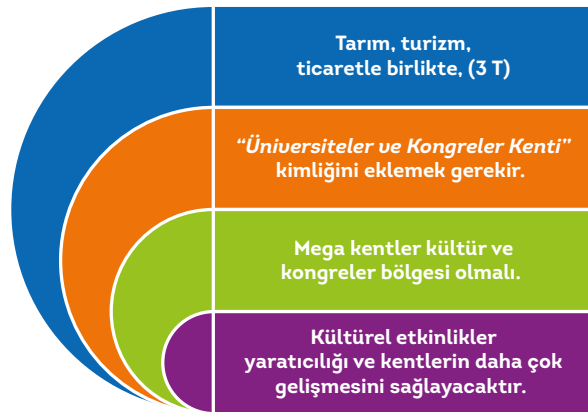 Tarım, turizm,
ticaretle birlikte, (3 T)
“Üniversiteler ve Kongreler Kenti”
kimliğini eklemek gerekir.
Mega kentler kültür ve
kongreler bölgesi olmalı.
Kültürel etkinlikler
yaratıcılığı ve kentlerin daha çok
gelişmesini sağlayacaktır.